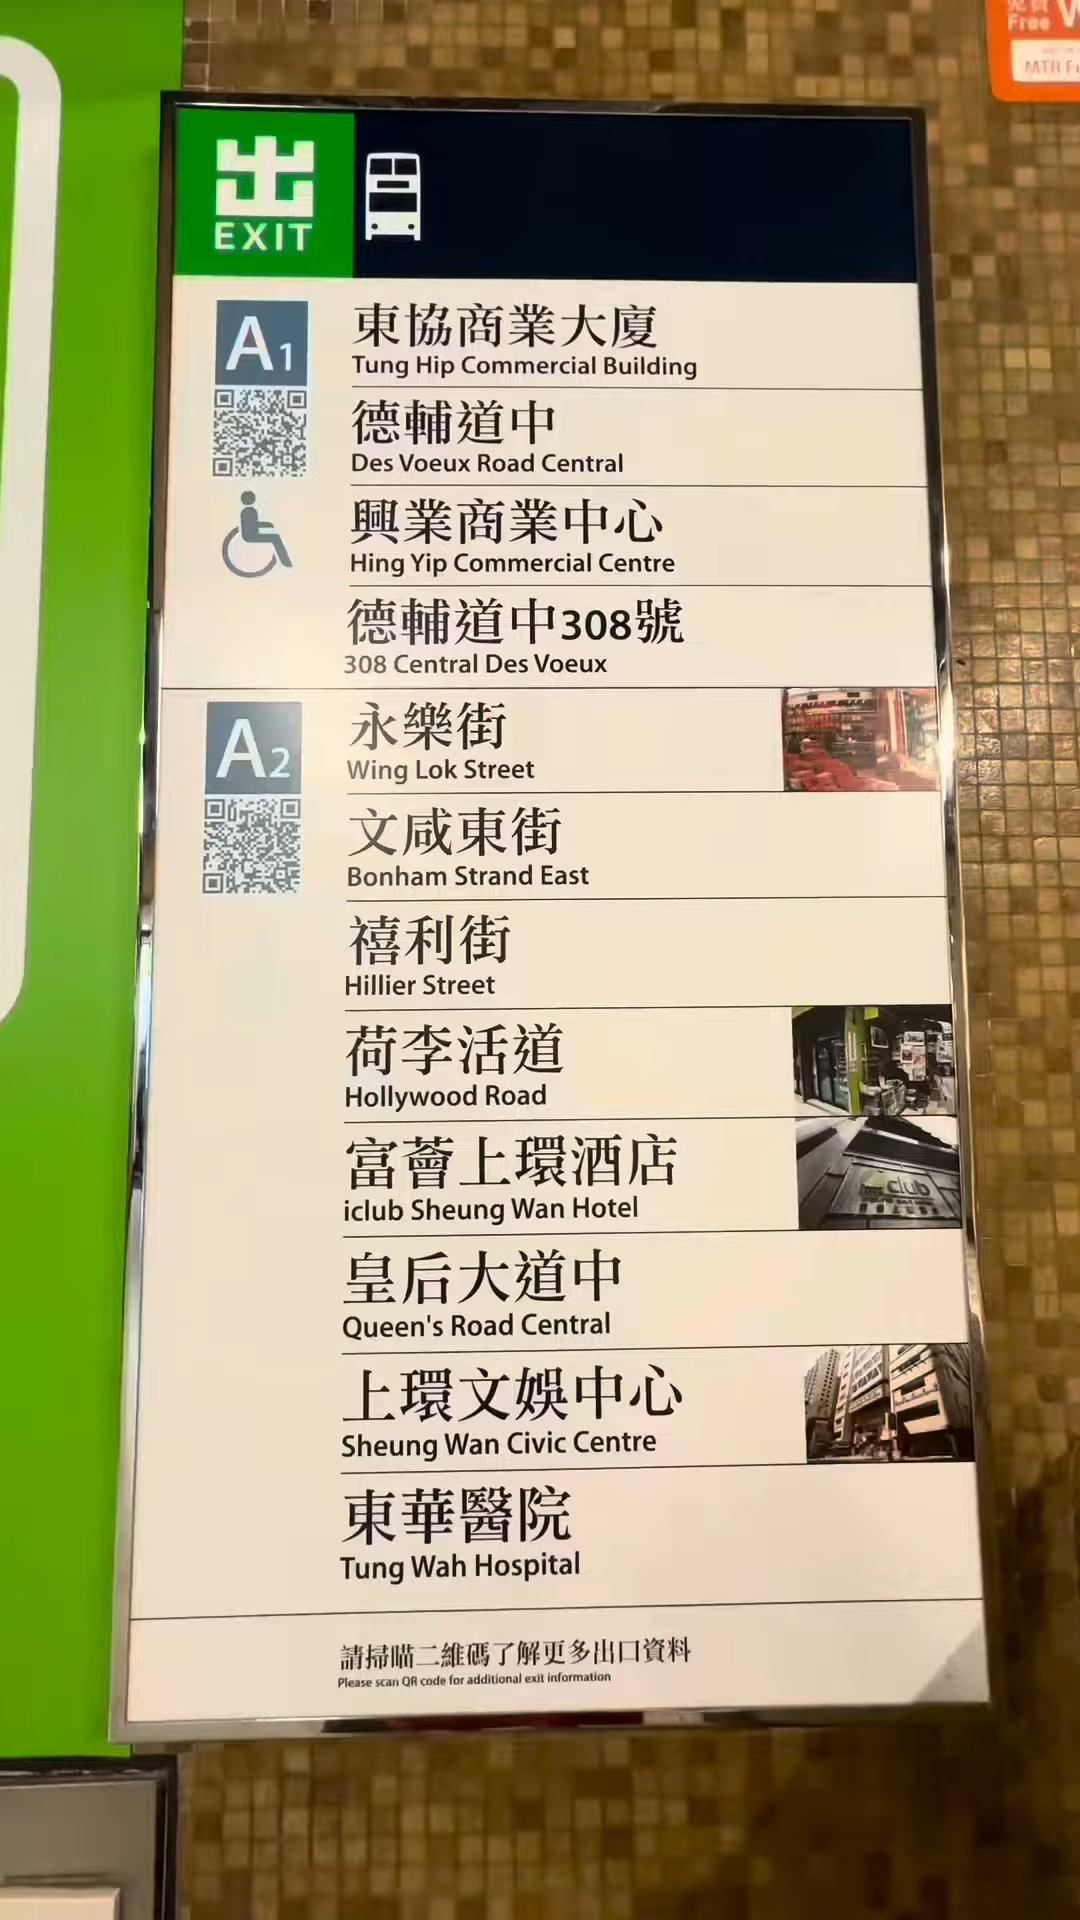 出
EXIT
A1
東協商業大廈
Tung Hip Commercial Building
德輔道中
Des Voeux Road Central
興業商業中心
Hing Yip Commercial Centre
德輔道中308號
308 Central Des Voeux
A2
永樂街
Wing Lok Street
文咸東街
Bonham Strand East
禧利街
Hillier Street
荷李活道
Hollywood Road
富薈上環酒店
iclub Sheung Wan Hotel
club
皇后大道中
Queen's Road Central
上環文娛中心
Sheung Wan Civic Centre
東華醫院
Tung Wah Hospital
請掃瞄二維碼了解更多出口資料
Please scan QR code for additional exit information
免費
Free
MTR